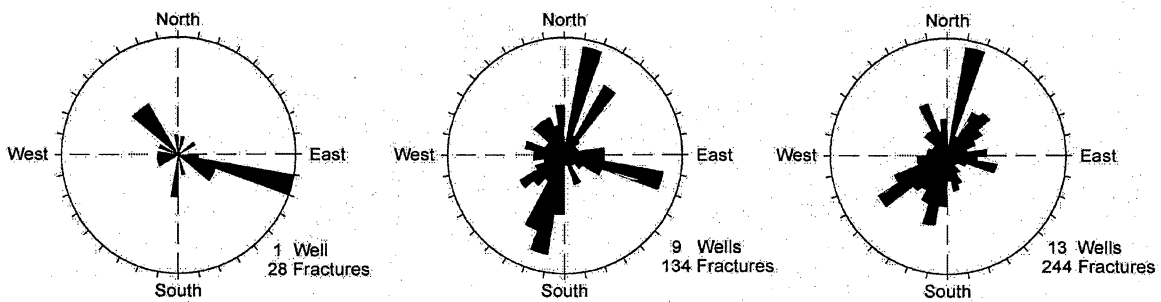 North
West
East
1 Well
28 Fractures
South
North
West
East
9 Wells
134 Fractures
South
North
West
East
13 Wells
244 Fractures
South